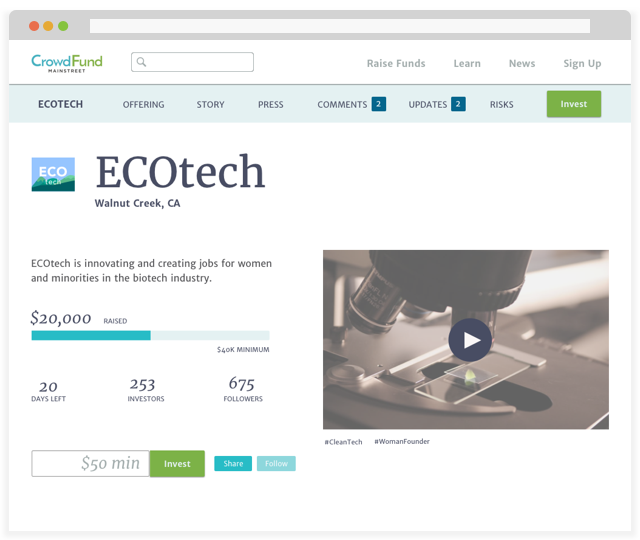 CrowdFund
MAINSTREET
Raise Funds Learn News Sign Up
ECOTECH OFFERING STORY PRESS COMMENTS 2 UPDATES 2 RISKS Invest
ECO
Tech
ECOtech
Walnut Creek, CA
ECOtech is innovating and creating jobs for women
and minorities in the biotech industry.
$20,000 RAISED
$40K MINIMUM
20 253 675
DAYS LEFT INVESTORS FOLLOWERS
#CleanTech #WomanFounder
$50 min Invest Share Follow